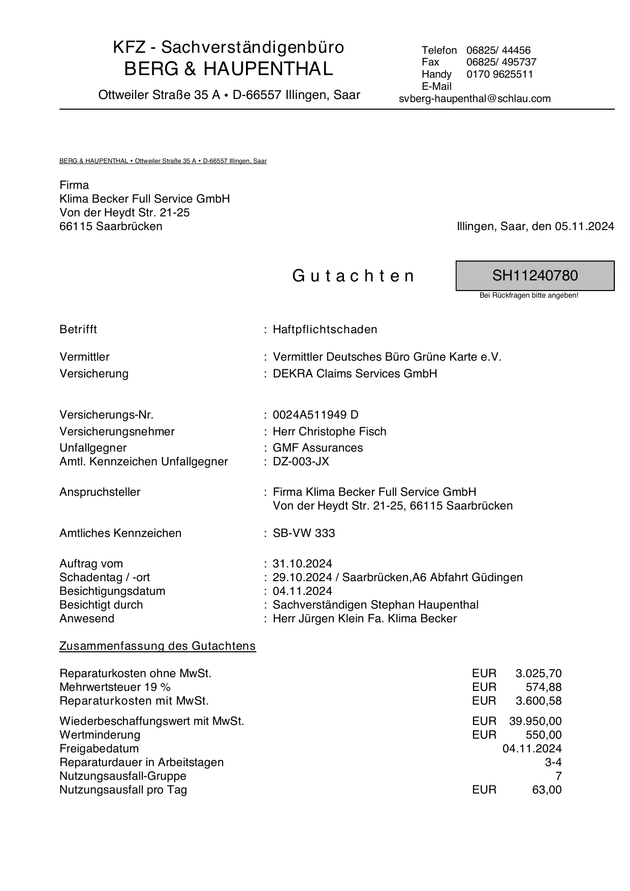 KFZ - Sachverständigenbüro
BERG & HAUPENTHAL
Ottweiler Straße 35 A • D-66557 Illingen, Saar
Telefon 06825/ 44456
Fax 06825/ 495737
Handy 0170 9625511
E-Mail
svberg-haupenthal@schlau.com
BERG & HAUPENTHAL • Ottweiler Straße 35 A • D-66557 Illingen, Saar
Firma
Klima Becker Full Service GmbH
Von der Heydt Str. 21-25
66115 Saarbrücken
Illingen, Saar, den 05.11.2024
Gutachten
SH11240780
Bei Rückfragen bitte angeben!
Betrifft : Haftpflichtschaden
Vermittler : Vermittler Deutsches Büro Grüne Karte e.V.
Versicherung : DEKRA Claims Services GmbH
Versicherungs-Nr. : 0024A511949 D
Versicherungsnehmer : Herr Christophe Fisch
Unfallgegner : GMF Assurances
Amtl. Kennzeichen Unfallgegner : DZ-003-JX
Anspruchsteller : Firma Klima Becker Full Service GmbH
Von der Heydt Str. 21-25, 66115 Saarbrücken
Amtliches Kennzeichen : SB-VW 333
Auftrag vom : 31.10.2024
Schadentag / -ort : 29.10.2024 / Saarbrücken,A6 Abfahrt Güdingen
Besichtigungsdatum : 04.11.2024
Besichtigt durch : Sachverständigen Stephan Haupenthal
Anwesend : Herr Jürgen Klein Fa. Klima Becker
Zusammenfassung des Gutachtens
Reparaturkosten ohne MwSt. EUR 3.025,70
Mehrwertsteuer 19 % EUR 574,88
Reparaturkosten mit MwSt. EUR 3.600,58
Wiederbeschaffungswert mit MwSt. EUR 39.950,00
Wertminderung EUR 550,00
Freigabedatum 04.11.2024
Reparaturdauer in Arbeitstagen 3-4
Nutzungsausfall-Gruppe 7
Nutzungsausfall pro Tag EUR 63,00